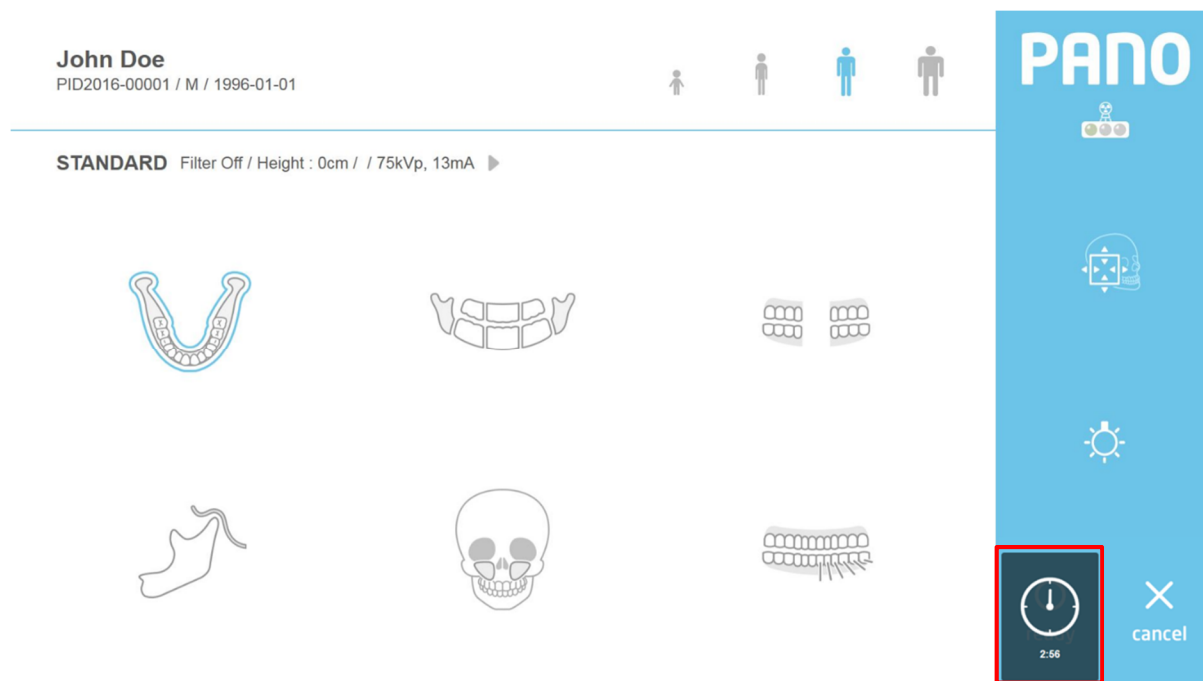 John Doe
PID2016-00001 / M / 1996-01-01
PANO
STANDARD Filter Off / Height : 0cm / / 75kVp, 13mA
2:56
cancel